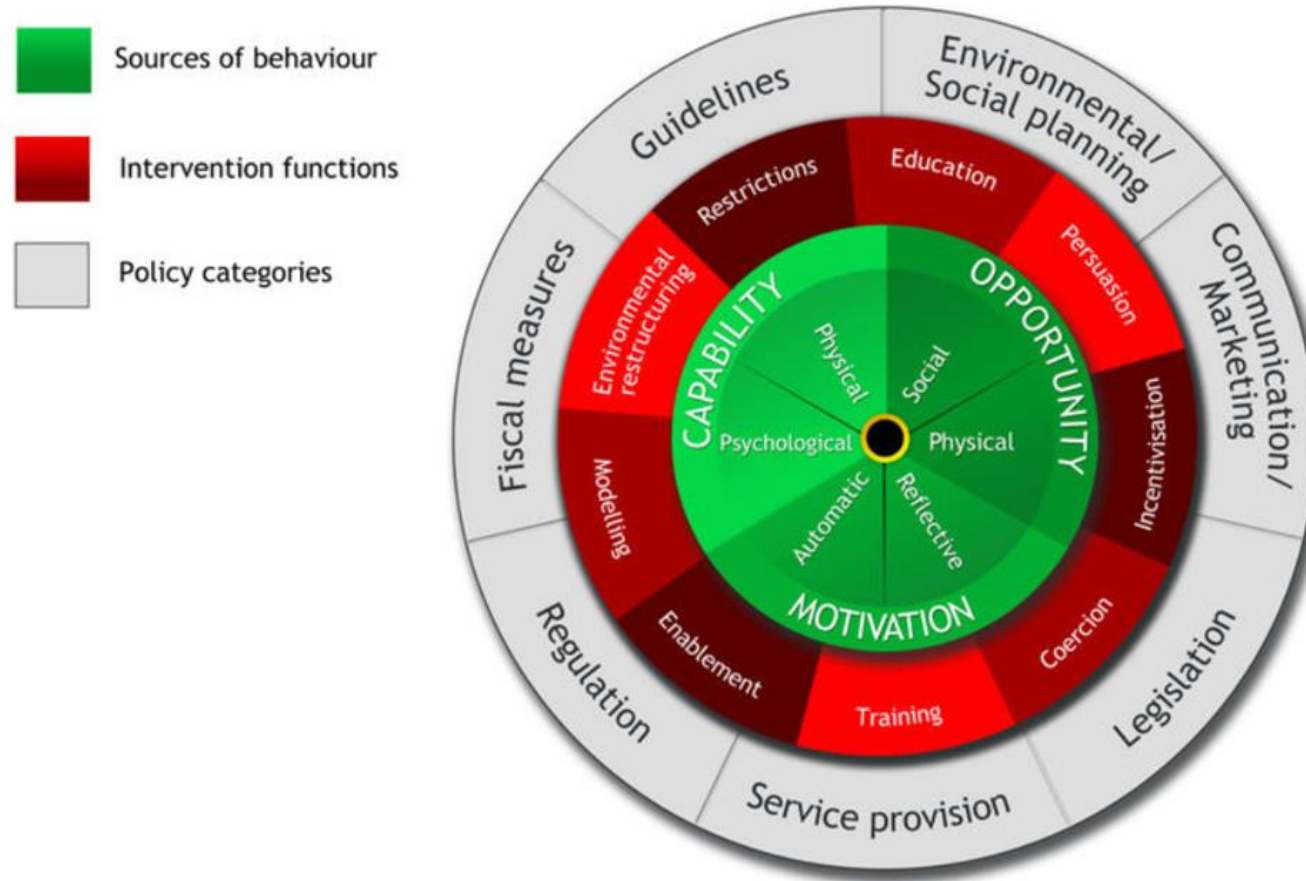 Sources of behaviour
Intervention functions
Policy categories
Environmental/
Social planning
Communication/
Marketing
Legislation
Service provision
Regulation
Fiscal measures
Guidelines
Education
Persuasion
Incentivisation
Coercion
Training
Enablement
Modelling
Environmental
restructuring
Restrictions
CAPABILITY
OPPORTUNITY
MOTIVATION
Physical
Social
Psychological
Physical
Automatic
Reflective